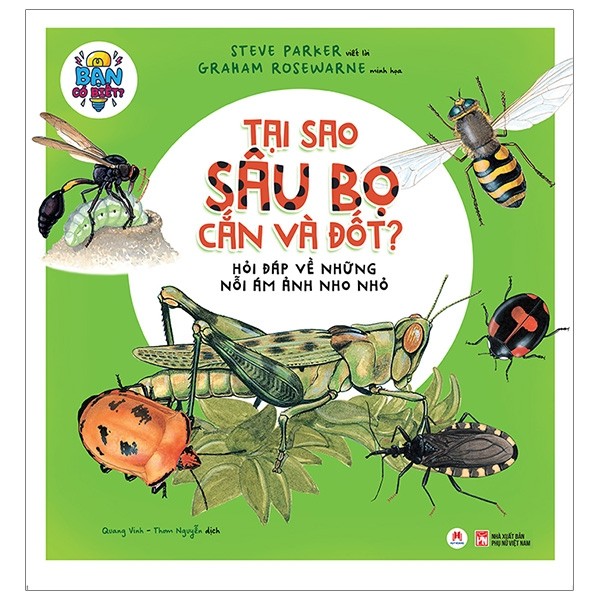 STEVE PARKER viết lời
GRAHAM ROSEWARNE minh họa
BẠN
CÓ BIẾT?
TẠI SAO
SÂU BỌ
CẮN VÀ ĐỐT?
HỎI ĐÁP VỀ NHỮNG
NỖI ÁM ẢNH NHO NHỎ
Quang Vinh - Thom Nguyễn dịch
NHÀ XUẤT BẢN
PHỤ NỮ VIỆT NAM